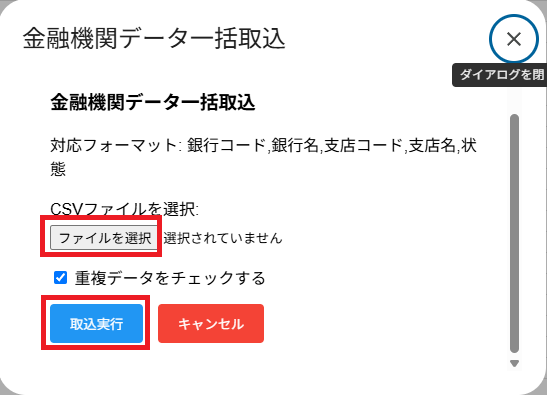 金融機関データ一括取込
ダイアログを閉
金融機関データ一括取込
対応フォーマット: 銀行コード,銀行名,支店コード,支店名,状
態
CSVファイルを選択:
ファイルを選択 選択されていません
重複データをチェックする
取込実行 キャンセル